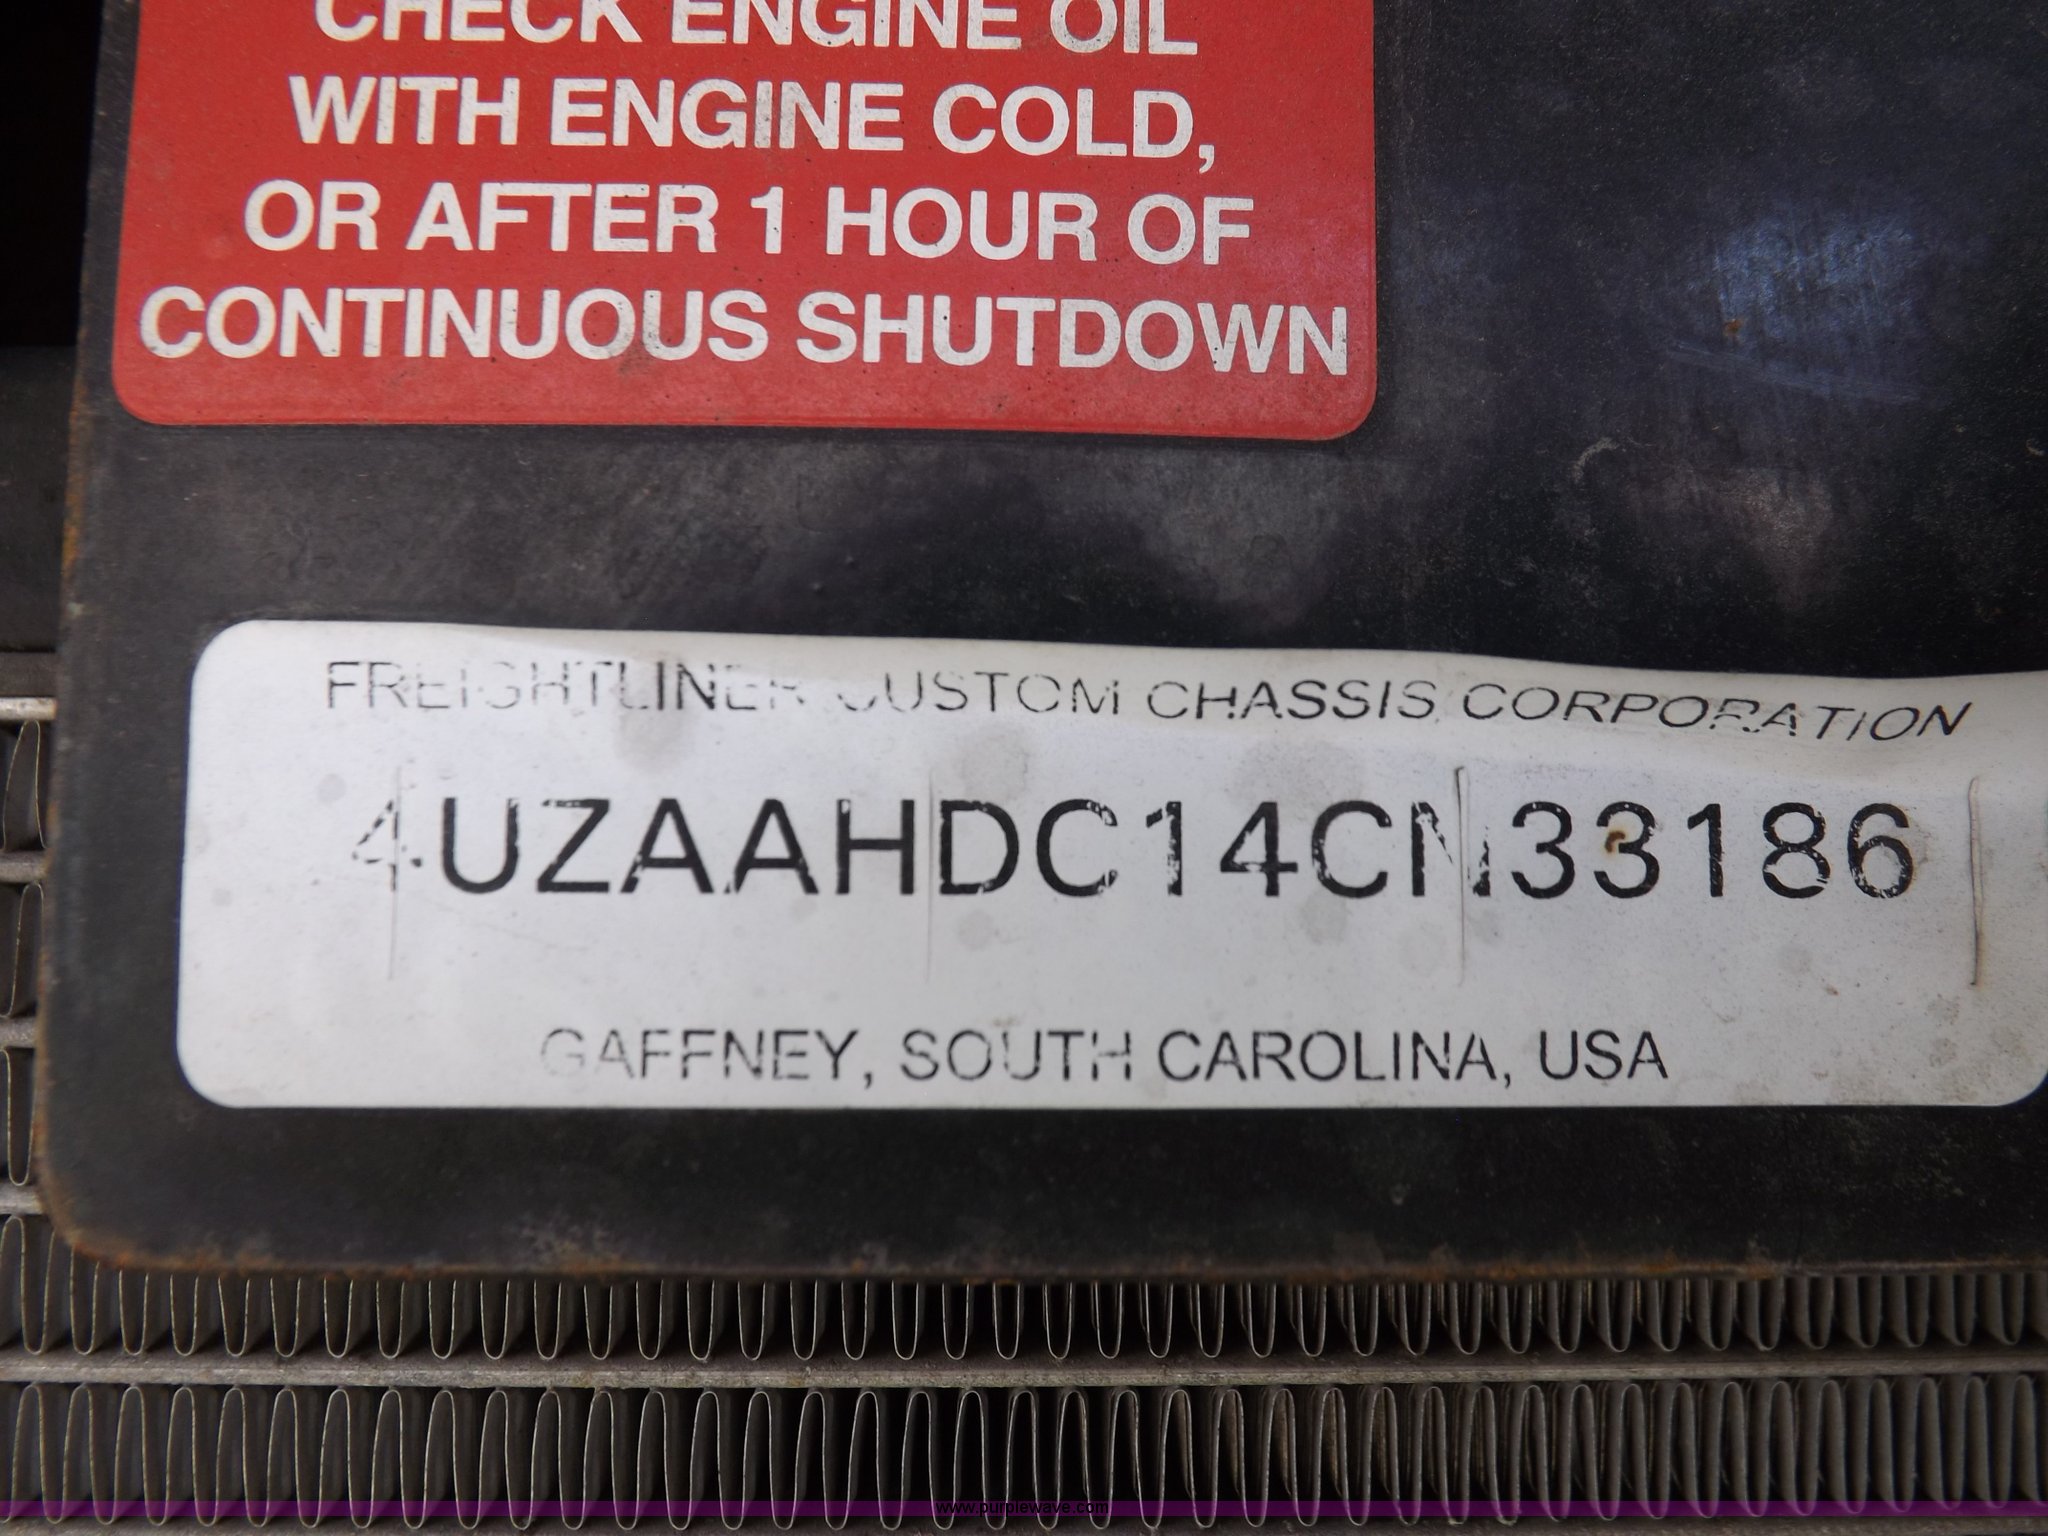 CHECK ENGINE OIL
WITH ENGINE COLD,
OR AFTER 1 HOUR OF
CONTINUOUS SHUTDOWN
FREIGHTLINER CUSTOM CHASSIS CORPORATION
4UZAAHDC14CN33186
GAFFNEY, SOUTH CAROLINA, USA
www.purplewave.com